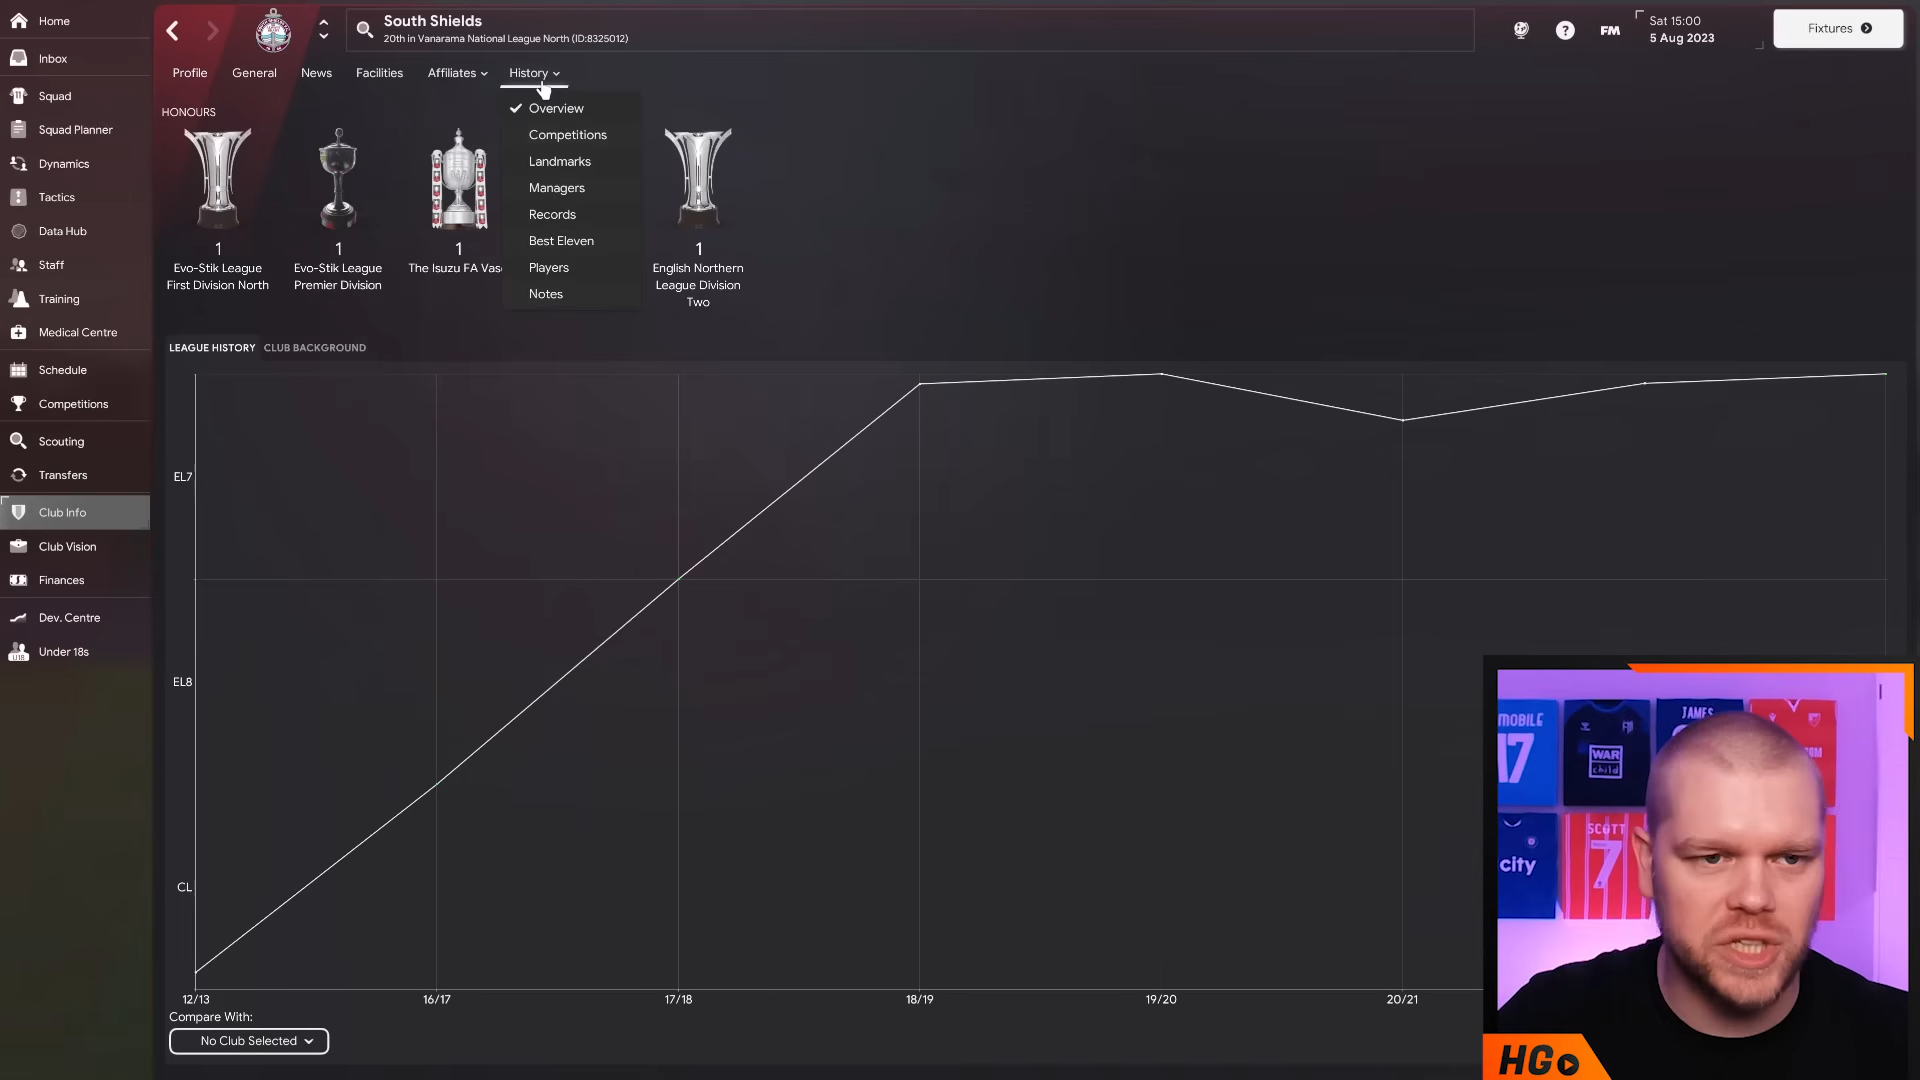 Home
South Shields
20th in Vanarama National League North (ID:8325012)
FM
Sat 15:00
5 Aug 2023
Fixtures
Inbox
Profile
General
News
Facilities
Affiliates
History
Squad
Squad Planner
Dynamics
Tactics
Data Hub
Staff
Training
Medical Centre
Schedule
Competitions
Scouting
Transfers
Club Info
Club Vision
Finances
Dev. Centre
U18
Under 18s
HONOURS
1
Evo-Stik League
First Division North
1
Evo-Stik League
Premier Division
1
The Isuzu FA Vas
1
English Northern
League Division
Two
Overview
Competitions
Landmarks
Managers
Records
Best Eleven
Players
Notes
LEAGUE HISTORY
CLUB BACKGROUND
EL7
EL8
CL
12/13
16/17
17/18
18/19
19/20
20/21
Compare With:
No Club Selected
MOBILE
17
WAR
child
JAMES
SCOTT
7
city
HG